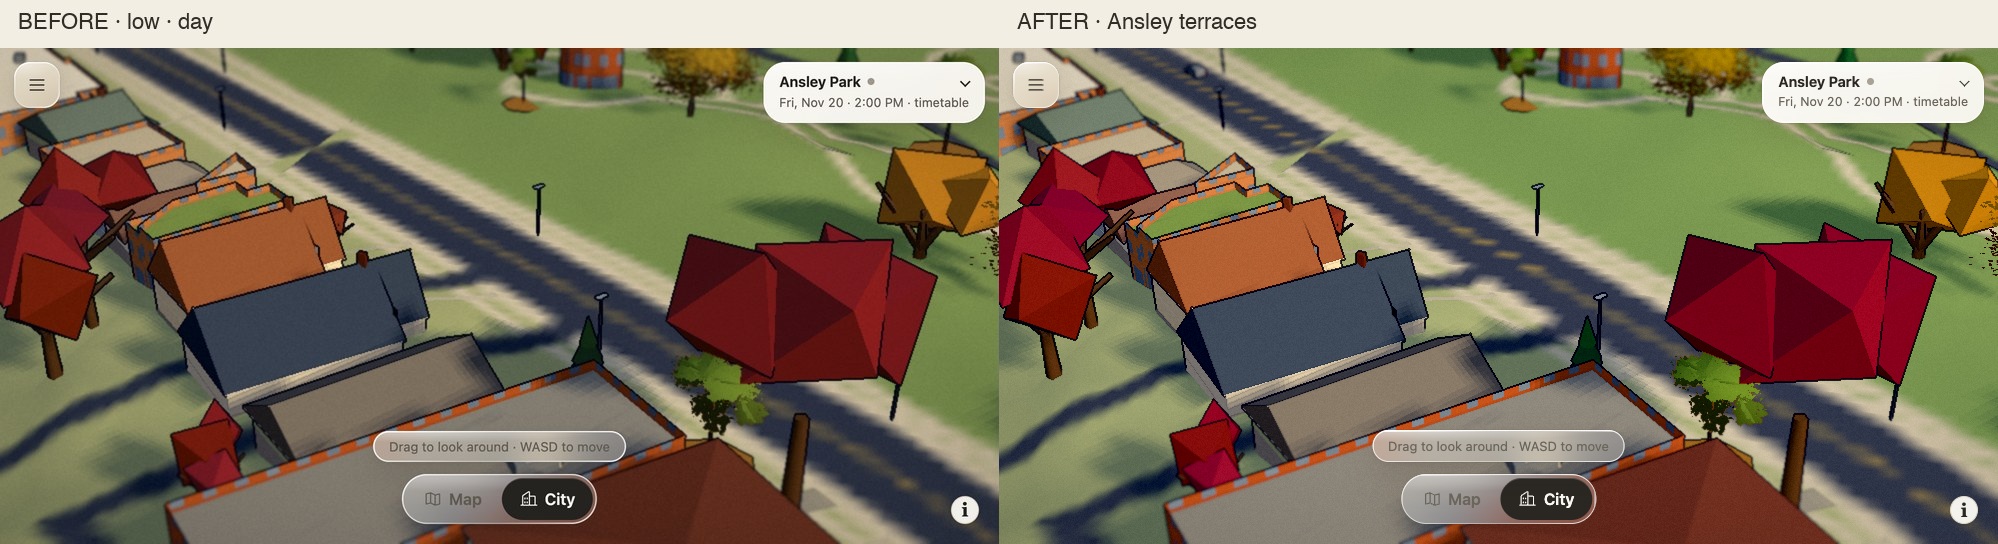 BEFORE · low · day
Ansley Park
Fri, Nov 20 · 2:00 PM · timetable
Drag to look around · WASD to move
Map
City
i
AFTER · Ansley terraces
Ansley Park
Fri, Nov 20 · 2:00 PM · timetable
Drag to look around · WASD to move
Map
City
i